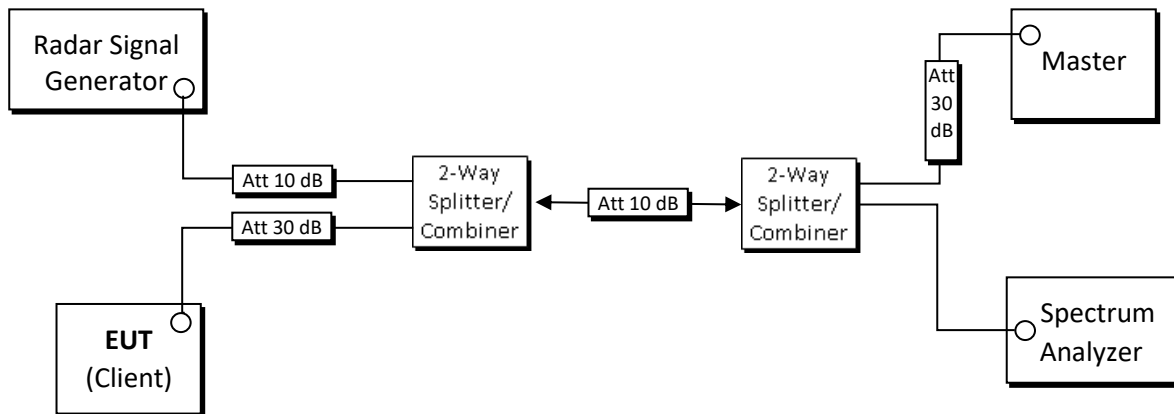 Radar Signal
Generator
Att 10 dB
Att 30 dB
EUT
(Client)
2-Way
Splitter/
Combiner
Att 10 dB
2-Way
Splitter/
Combiner
Att
30
dB
Master
Spectrum
Analyzer